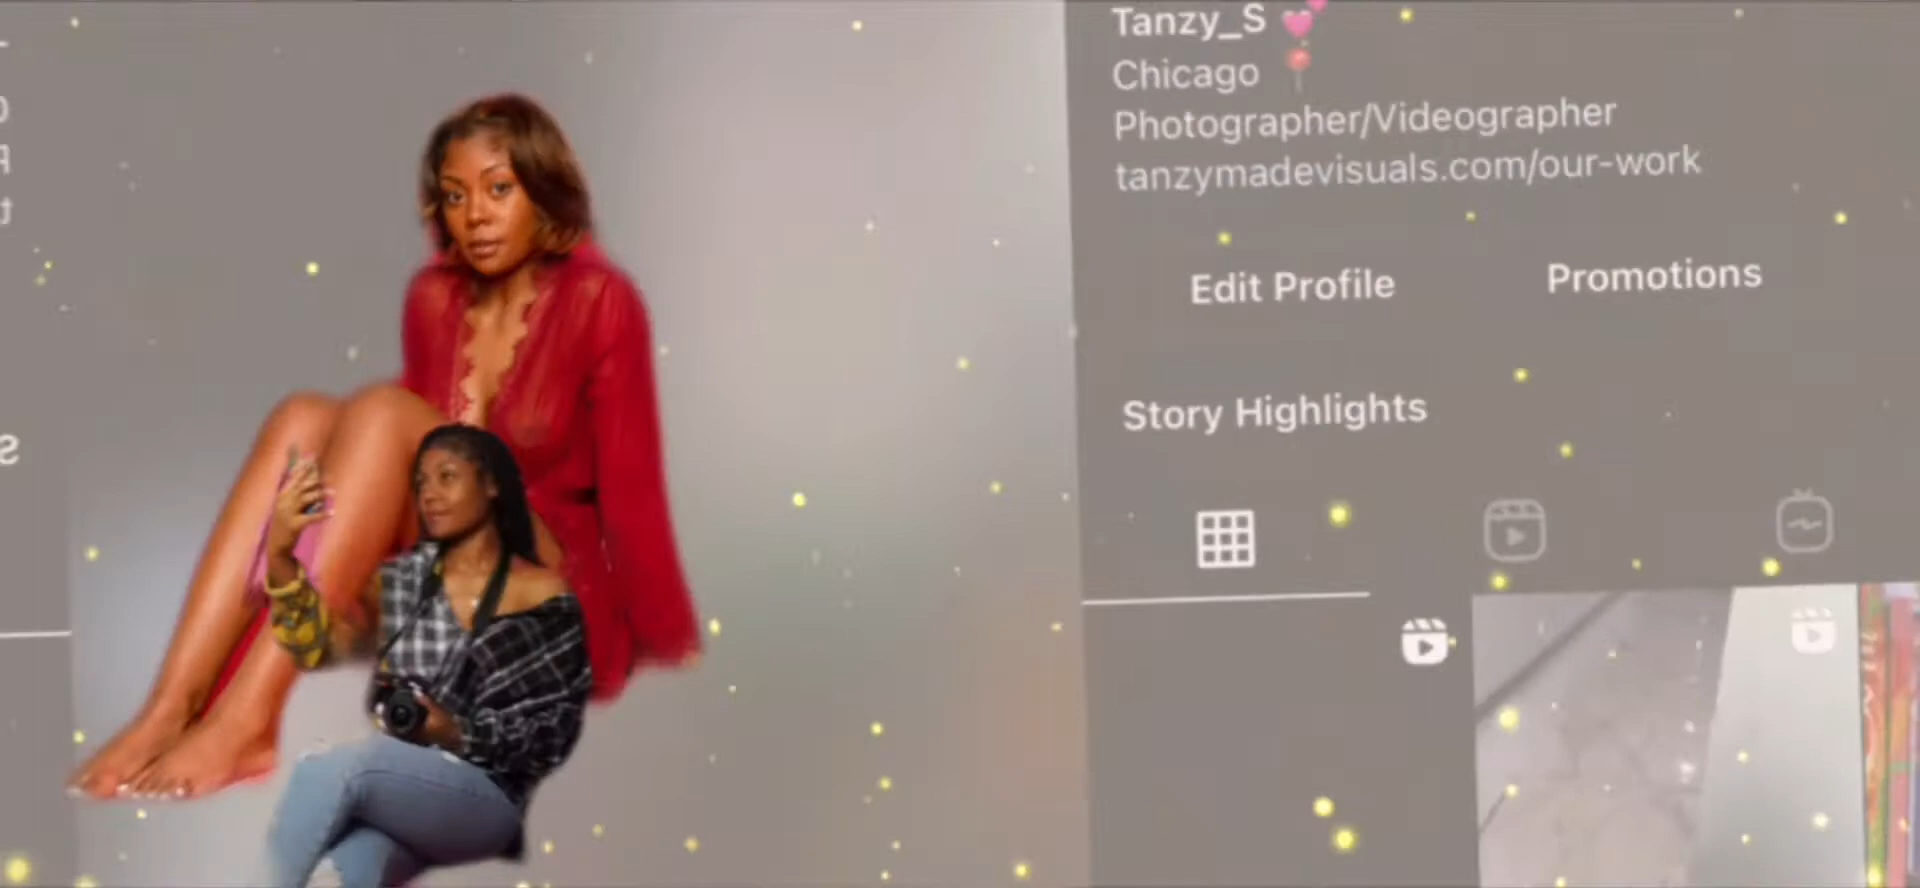 Tanzy_S 💕
Chicago 📍
Photographer/Videographer
tanzymadevisuals.com/our-work
Edit Profile
Promotions
Story Highlights